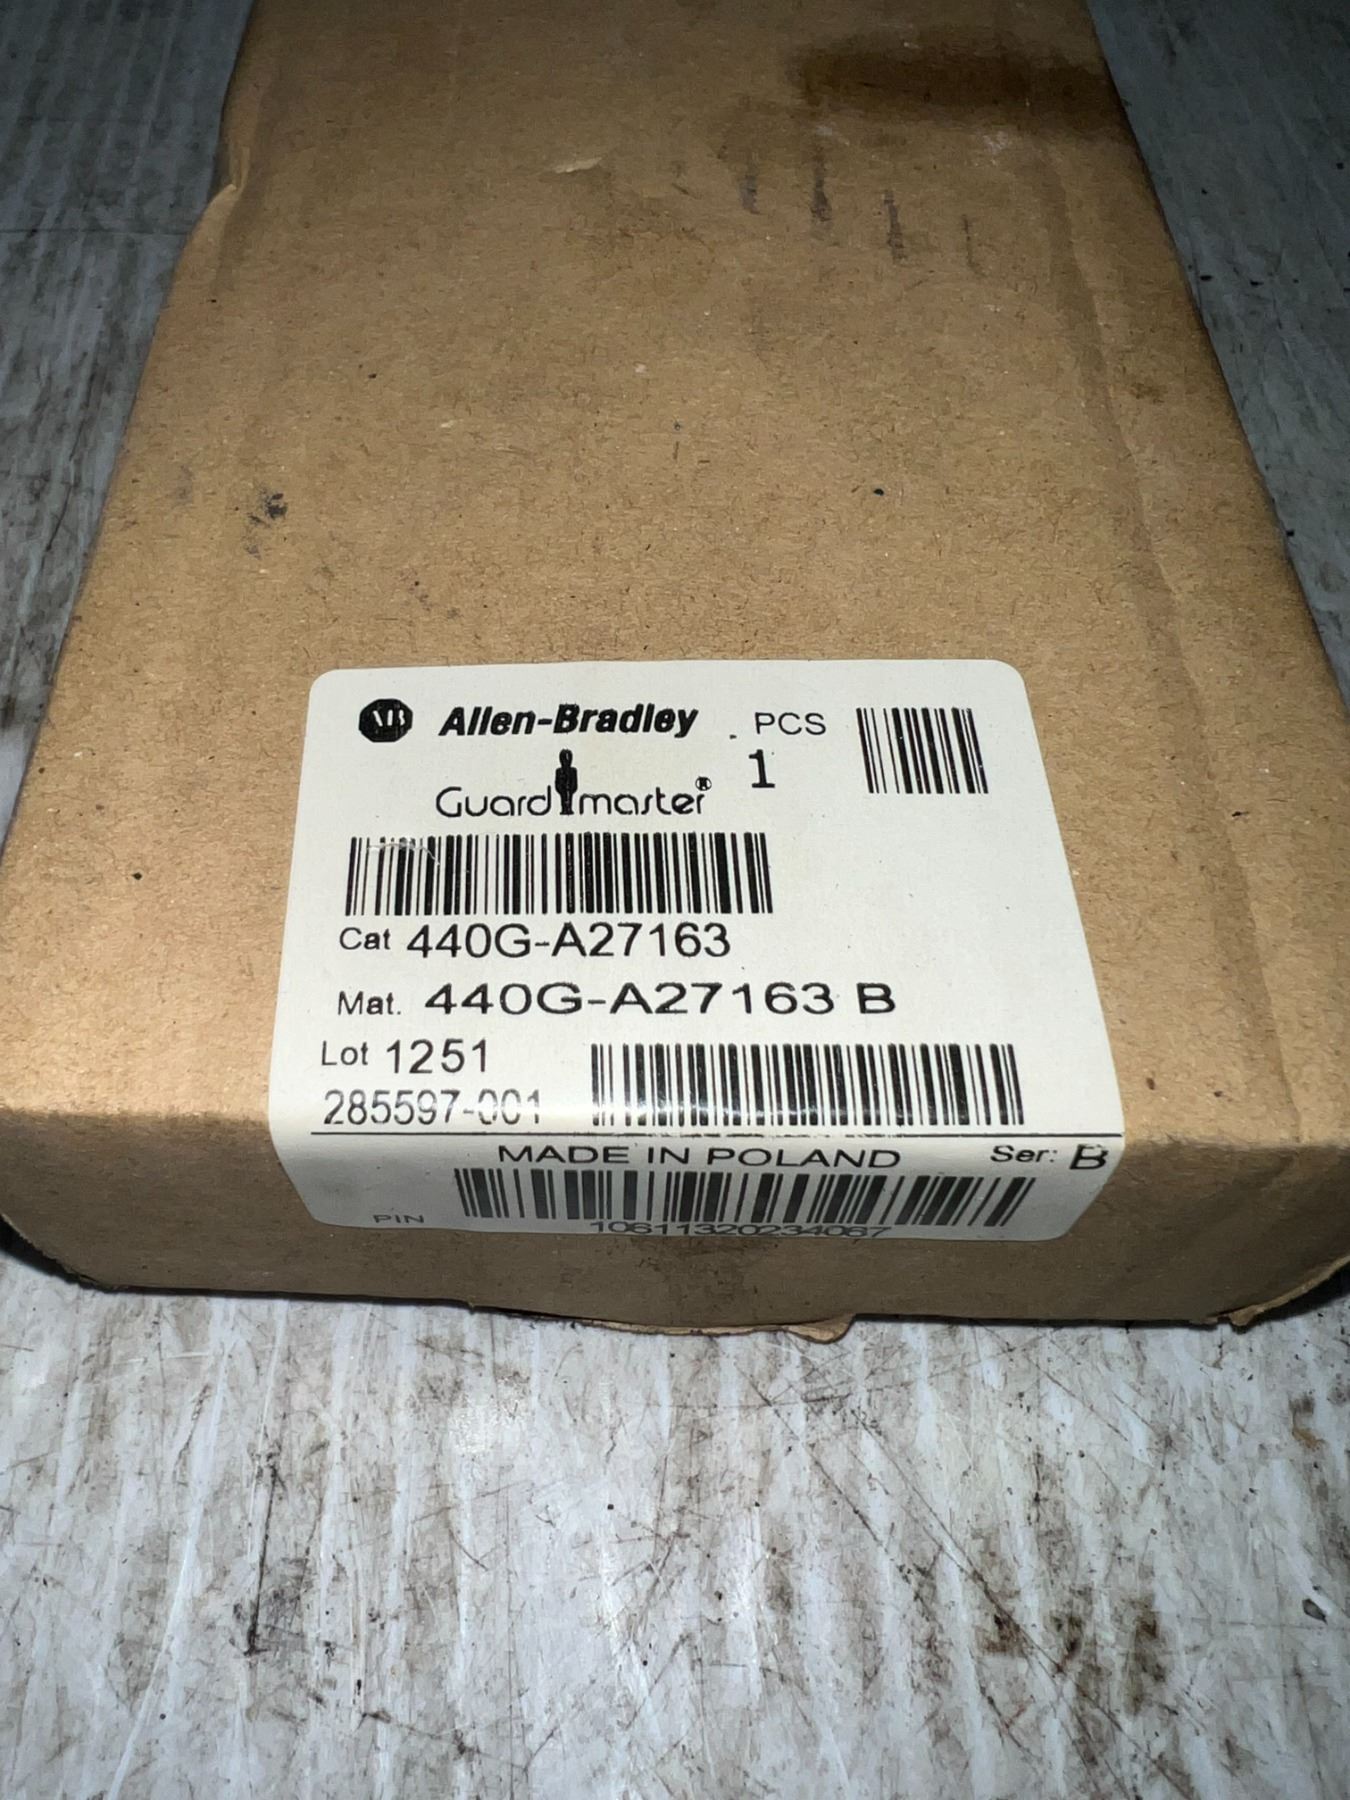 AB Allen-Bradley PCS
Guardmaster® 1
Cat 440G-A27163
Mat. 440G-A27163 B
Lot 1251
285597-001
MADE IN POLAND Ser: B
PIN 10611320234067